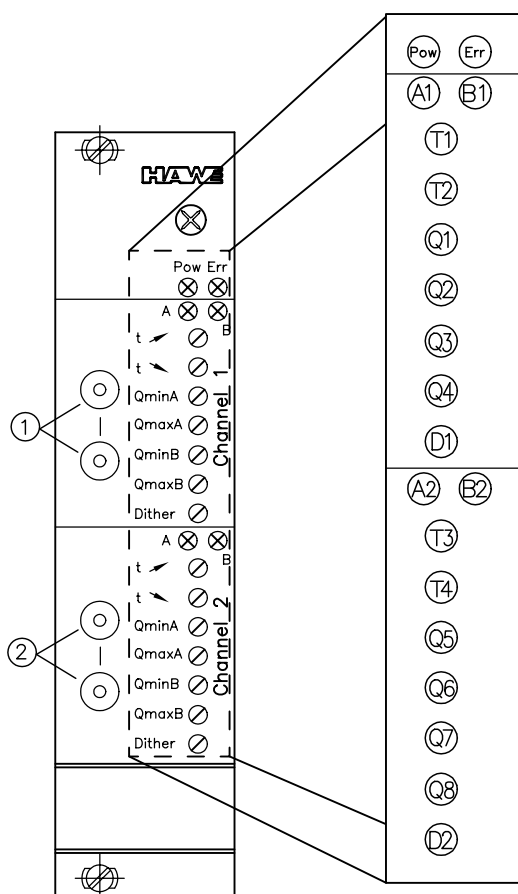 HAWE
Pow Err
A B
t
t
QminA
QmaxA
QminB
QmaxB
Dither
Channel 1
A B
t
t
QminA
QmaxA
QminB
QmaxB
Dither
Channel 2
1
2
Pow Err
A1 B1
T1
T2
Q1
Q2
Q3
Q4
D1
A2 B2
T3
T4
Q5
Q6
Q7
Q8
D2